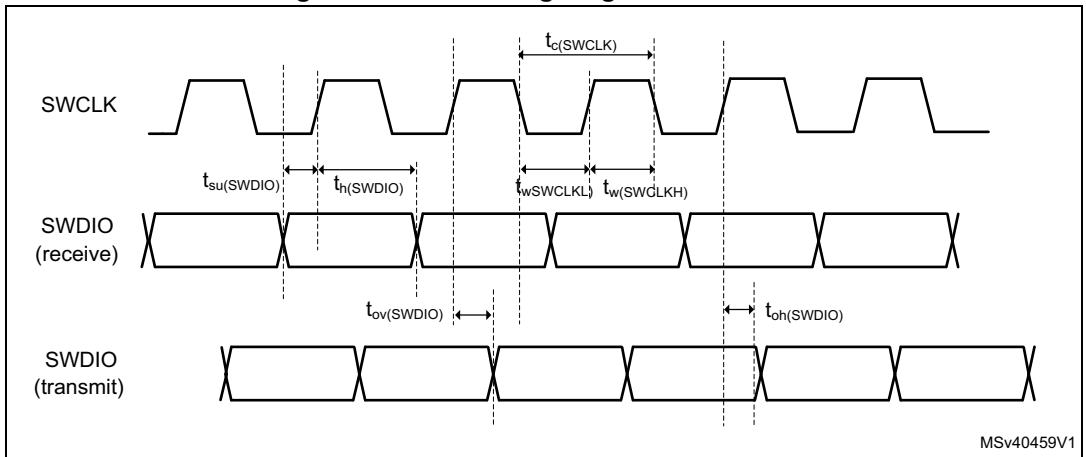 tc(SWCLK)
SWCLK
tsu(SWDIO) th(SWDIO) twSWCLKL) tw(SWCLKH)
SWDIO
(receive)
tov(SWDIO) toh(SWDIO)
SWDIO
(transmit)
MSv40459V1